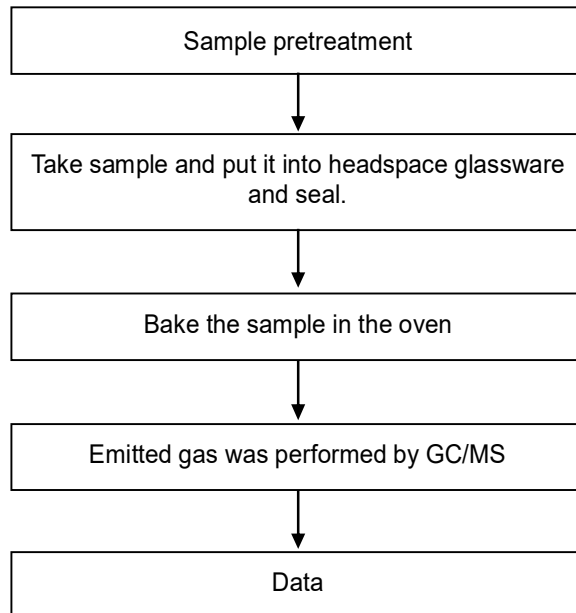 Sample pretreatment
Take sample and put it into headspace glassware
and seal.
Bake the sample in the oven
Emitted gas was performed by GC/MS
Data